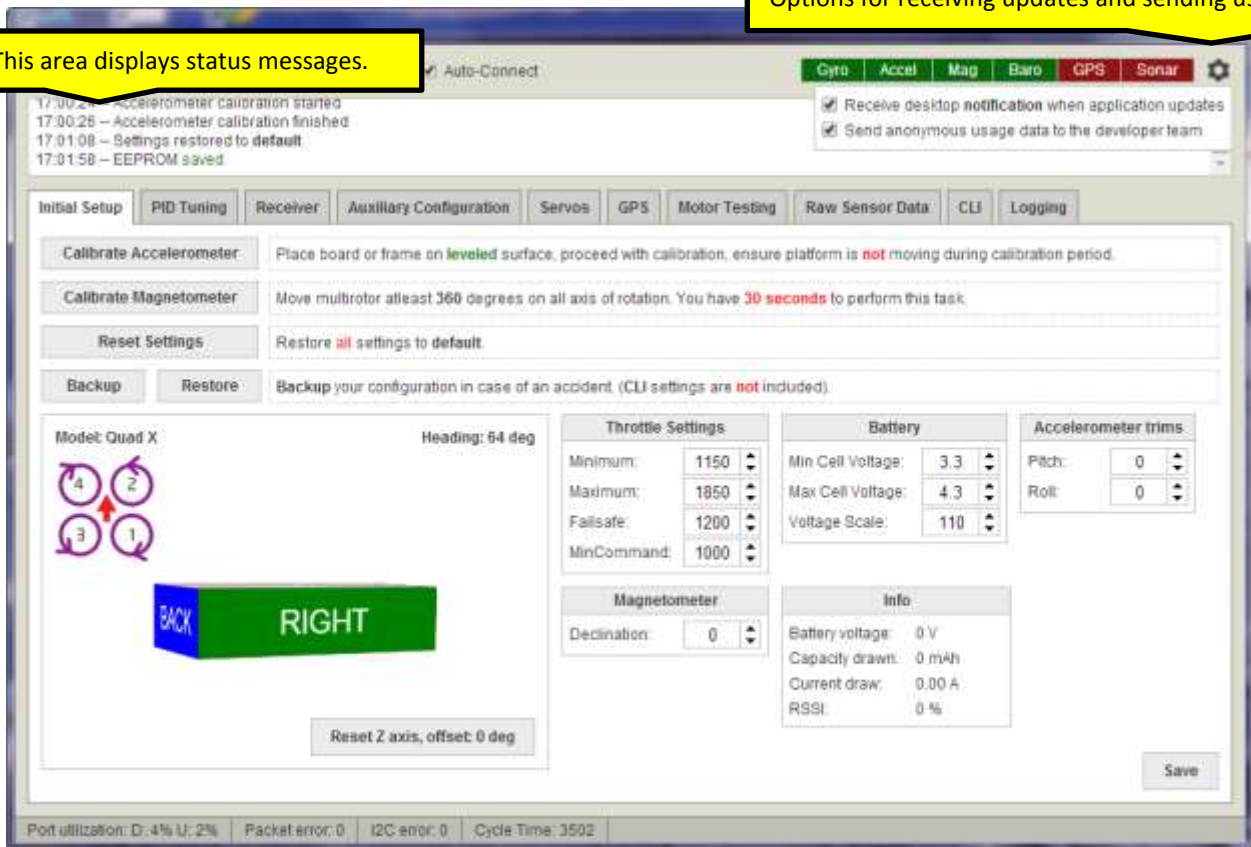 Options for receiving updates and sending us
This area displays status messages.
Auto-Connect
Gyro Accel Mag Baro GPS Sonar
17:00:24 -- Accelerometer calibration started
17:00:26 -- Accelerometer calibration finished
17:01:08 -- Settings restored to default
17:01:58 -- EEPROM saved
Receive desktop notification when application updates
Send anonymous usage data to the developer team
Initial Setup PID Tuning Receiver Auxiliary Configuration Servos GPS Motor Testing Raw Sensor Data CLI Logging
Calibrate Accelerometer Place board or frame on leveled surface, proceed with calibration, ensure platform is not moving during calibration period.
Calibrate Magnetometer Move multirotor atleast 360 degrees on all axis of rotation. You have 30 seconds to perform this task.
Reset Settings Restore all settings to default.
Backup Restore Backup your configuration in case of an accident. (CLI settings are not included).
Model: Quad X Heading: 64 deg
4 2
3 1
BACK RIGHT
Reset Z axis, offset: 0 deg
Throttle Settings
Minimum: 1150
Maximum: 1850
Failsafe: 1200
MinCommand: 1000
Battery
Min Cell Voltage: 3.3
Max Cell Voltage: 4.3
Voltage Scale: 110
Accelerometer trims
Pitch: 0
Roll: 0
Magnetometer
Declination: 0
Info
Battery voltage: 0 V
Capacity drawn: 0 mAh
Current draw: 0.00 A
RSSI: 0 %
Save
Port utilization: D: 4% U: 2% Packet error: 0 I2C error: 0 Cycle Time: 3502